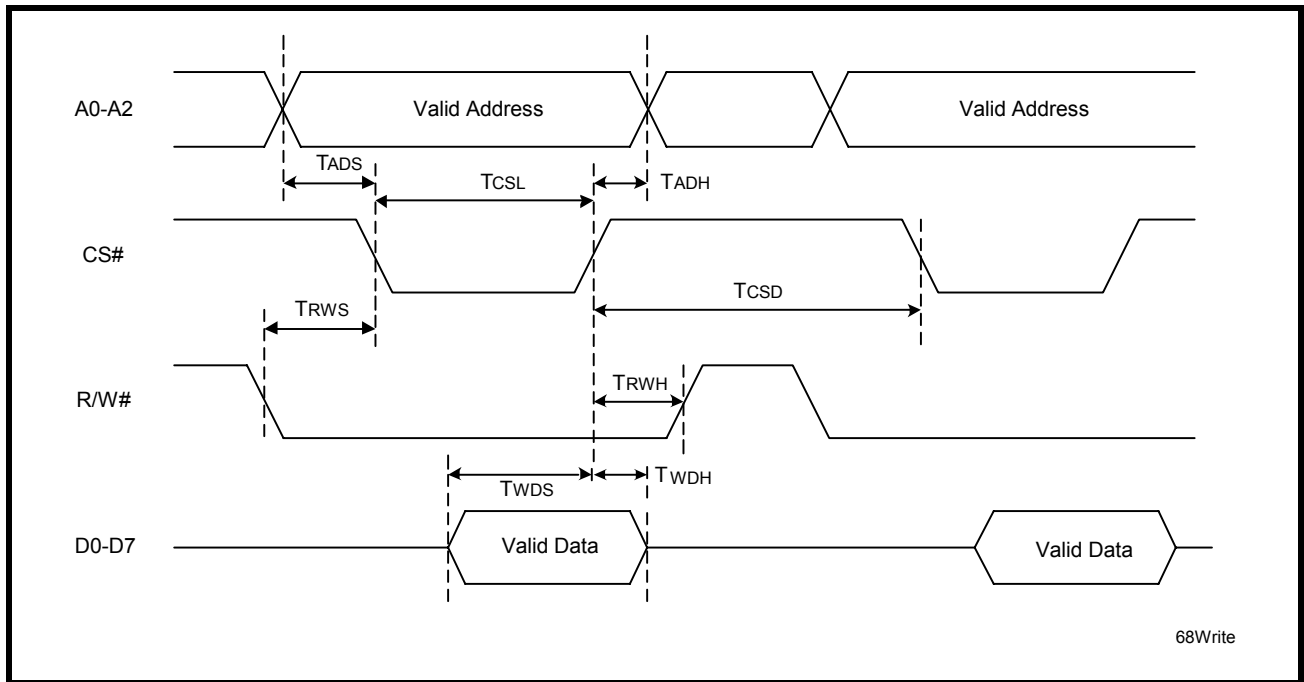 A0-A2
Valid Address
Valid Address
TADS
TCSL
TADH
CS#
TCSD
TRWS
R/W#
TRWH
TWDS
TWDH
D0-D7
Valid Data
Valid Data
68Write